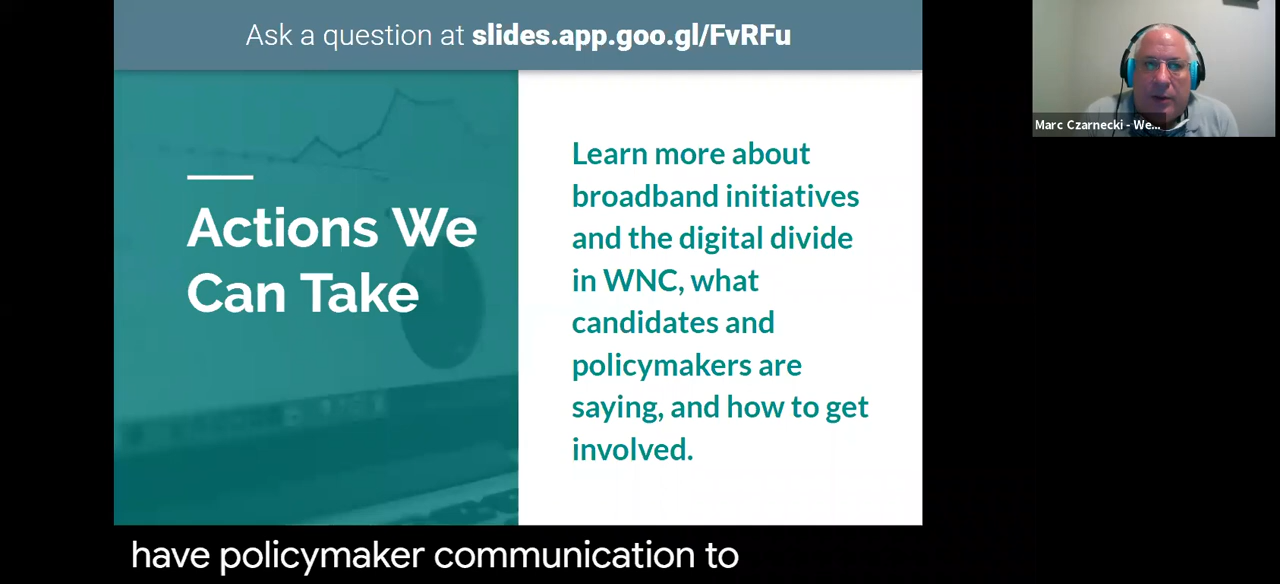 Ask a question at slides.app.goo.gl/FvRFu
Marc Czarnecki - We...
Actions We
Can Take
Learn more about
broadband initiatives
and the digital divide
in WNC, what
candidates and
policymakers are
saying, and how to get
involved.
have policymaker communication to